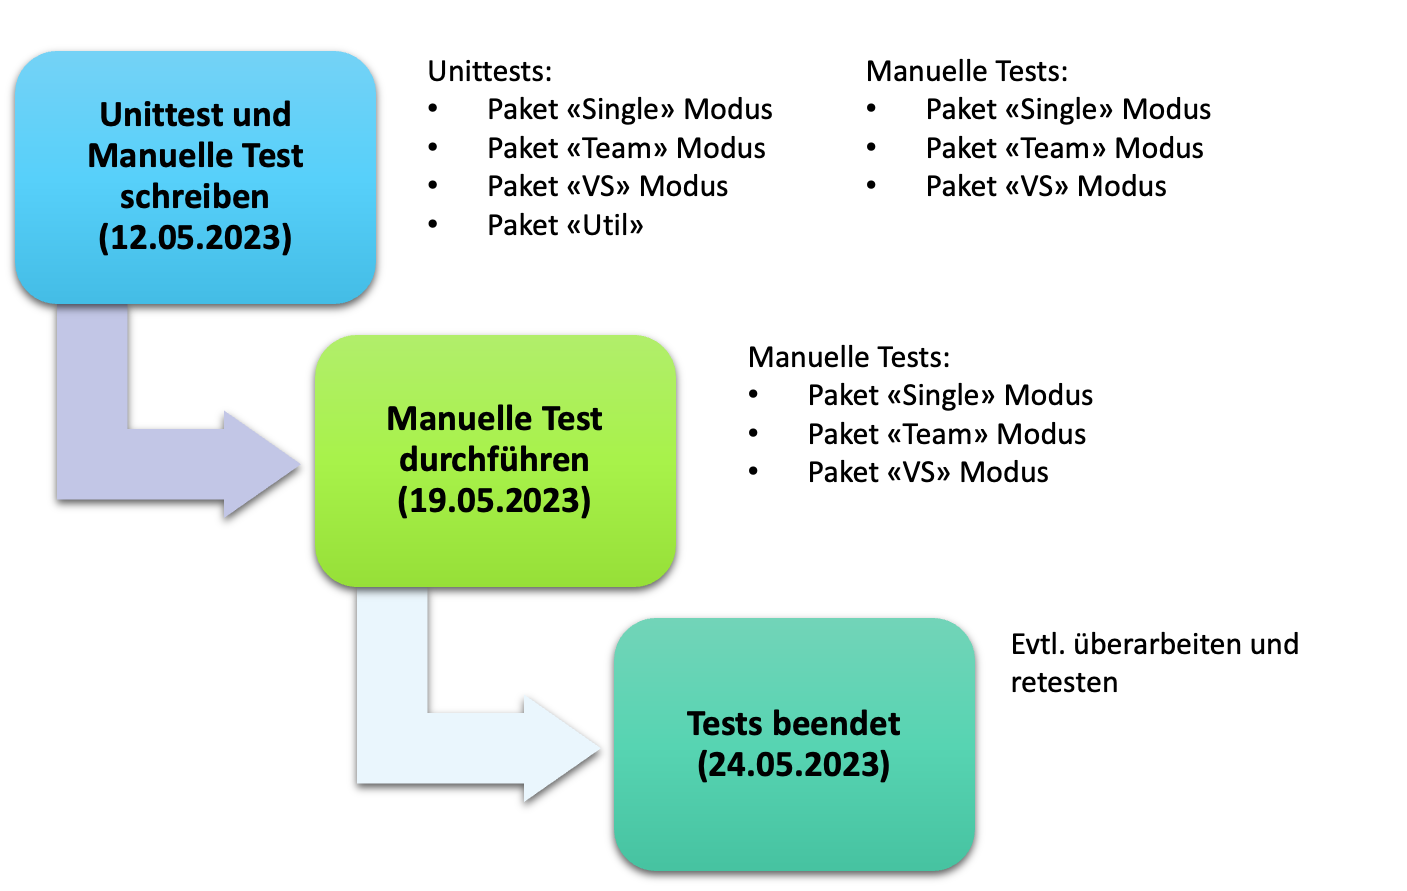 Unittest und
Manuelle Test
schreiben
(12.05.2023)
Unittests:
• Paket «Single» Modus
• Paket «Team» Modus
• Paket «VS» Modus
• Paket «Util»
Manuelle Tests:
• Paket «Single» Modus
• Paket «Team» Modus
• Paket «VS» Modus
Manuelle Test
durchführen
(19.05.2023)
Manuelle Tests:
• Paket «Single» Modus
• Paket «Team» Modus
• Paket «VS» Modus
Tests beendet
(24.05.2023)
Evtl. überarbeiten und
retesten